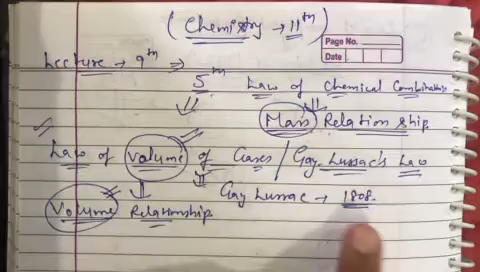 (Chemistry → 11th)
Page No.
Date
Lecture → 9th ⇒
5th Law of Chemical Combination
Mass Relationship
Law of Volume of Gases / Gay Lussac's Law
Gay Lussac → 1808.
Volume Relationship